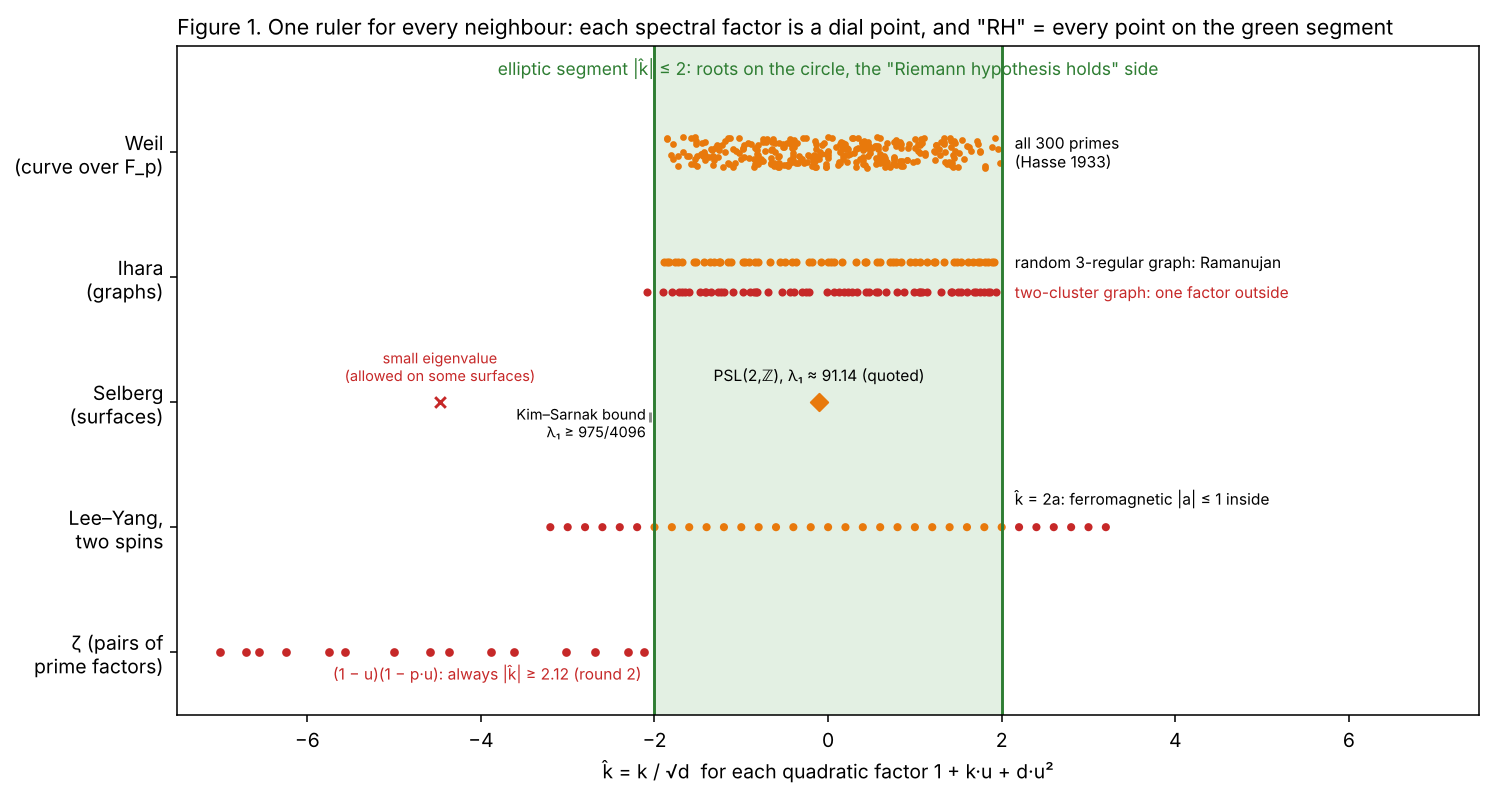 Figure 1. One ruler for every neighbour: each spectral factor is a dial point, and "RH" = every point on the green segment
elliptic segment |k̂| ≤ 2: roots on the circle, the "Riemann hypothesis holds" side
Weil
(curve over F_p)
all 300 primes
(Hasse 1933)
Ihara
(graphs)
random 3-regular graph: Ramanujan
two-cluster graph: one factor outside
Selberg
(surfaces)
small eigenvalue
(allowed on some surfaces)
Kim–Sarnak bound
λ₁ ≥ 975/4096
PSL(2,ℤ), λ₁ ≈ 91.14 (quoted)
Lee–Yang,
two spins
k̂ = 2a: ferromagnetic |a| ≤ 1 inside
ζ (pairs of
prime factors)
(1 − u)(1 − p·u): always |k̂| ≥ 2.12 (round 2)
−6 −4 −2 0 2 4 6
k̂ = k / √d for each quadratic factor 1 + k·u + d·u²